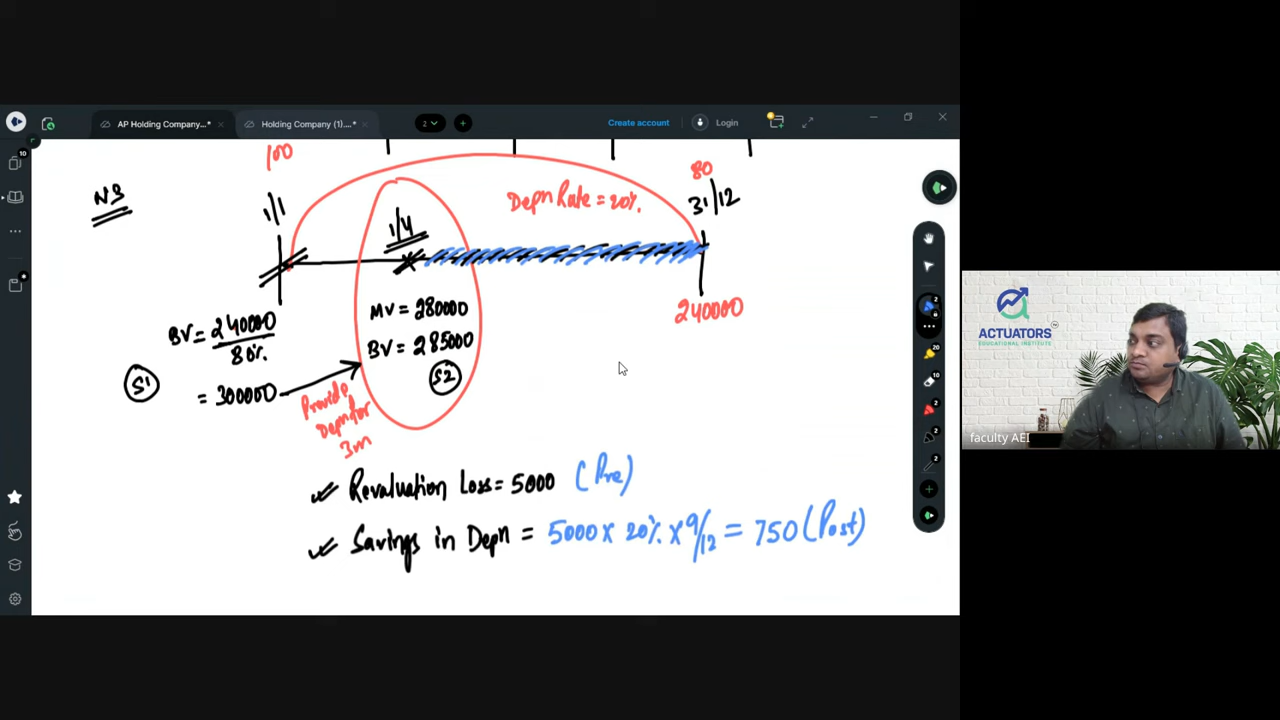 AP Holding Company...*
Holding Company (1)....*
2
Create account
Login
100
80
N3
1/1
1/4
Depn Rate = 20%.
31/12
BV = 240000
80%
= 300000
S1
MV = 280000
BV = 285000
S2
240000
Provide
Depn for
3m
Revaluation Loss = 5000 (Pre)
Savings in Depn = 5000 x 20% x 9/12 = 750 (Post)
ACTUATORS
EDUCATIONAL INSTITUTE
faculty AEI